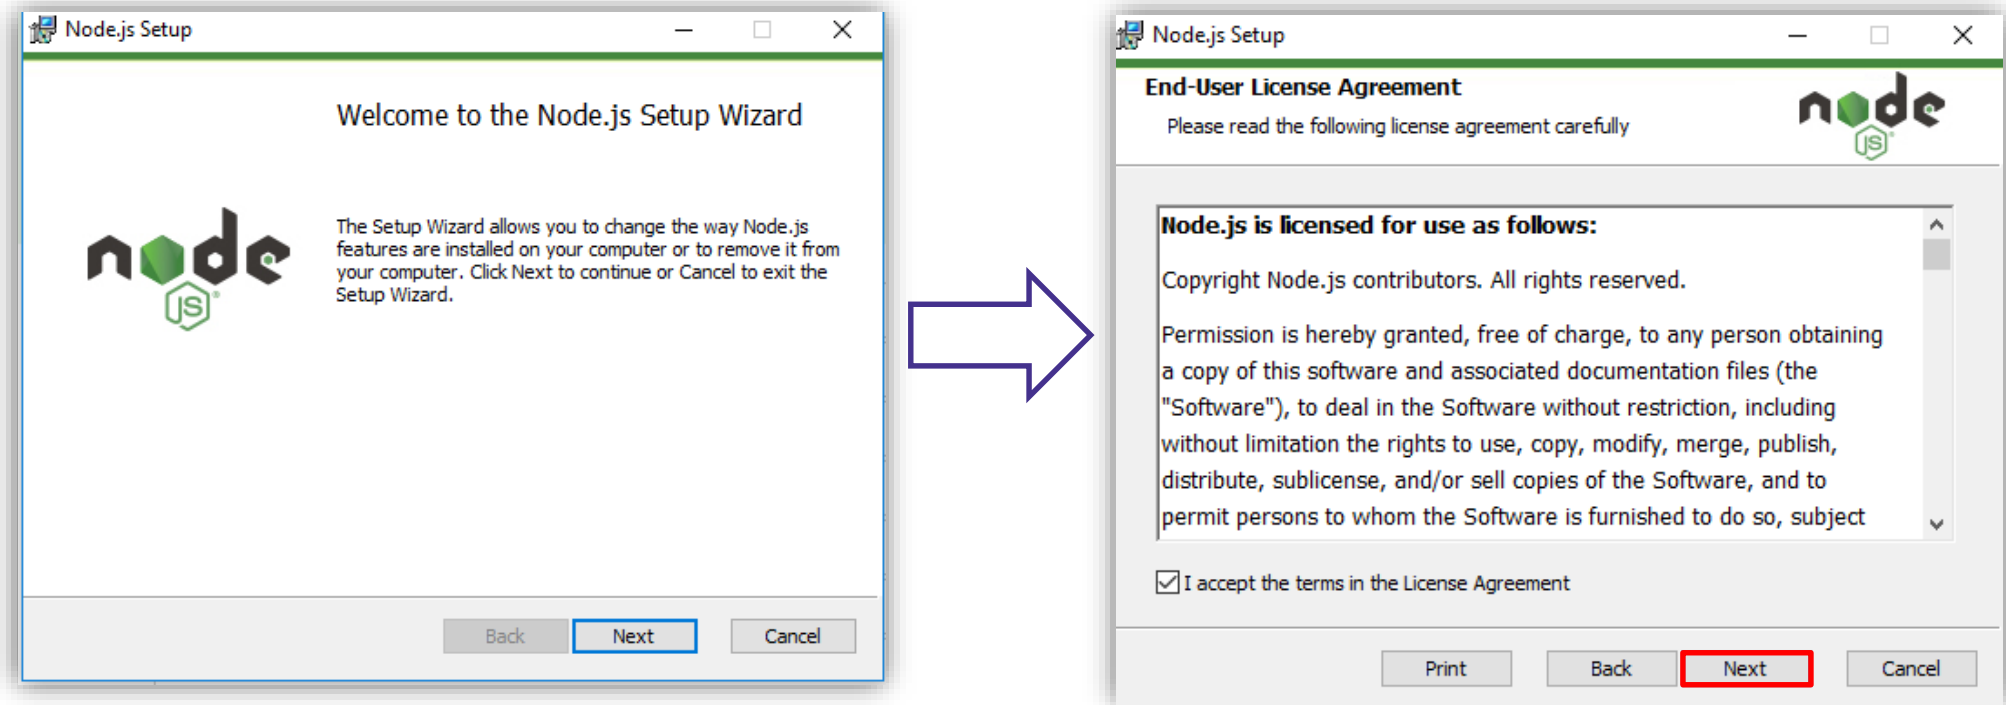 Node.js Setup
Welcome to the Node.js Setup Wizard
node
JS
The Setup Wizard allows you to change the way Node.js
features are installed on your computer or to remove it from
your computer. Click Next to continue or Cancel to exit the
Setup Wizard.
Back
Next
Cancel
Node.js Setup
End-User License Agreement
Please read the following license agreement carefully
node
JS
Node.js is licensed for use as follows:
Copyright Node.js contributors. All rights reserved.
Permission is hereby granted, free of charge, to any person obtaining
a copy of this software and associated documentation files (the
"Software"), to deal in the Software without restriction, including
without limitation the rights to use, copy, modify, merge, publish,
distribute, sublicense, and/or sell copies of the Software, and to
permit persons to whom the Software is furnished to do so, subject
I accept the terms in the License Agreement
Print
Back
Next
Cancel